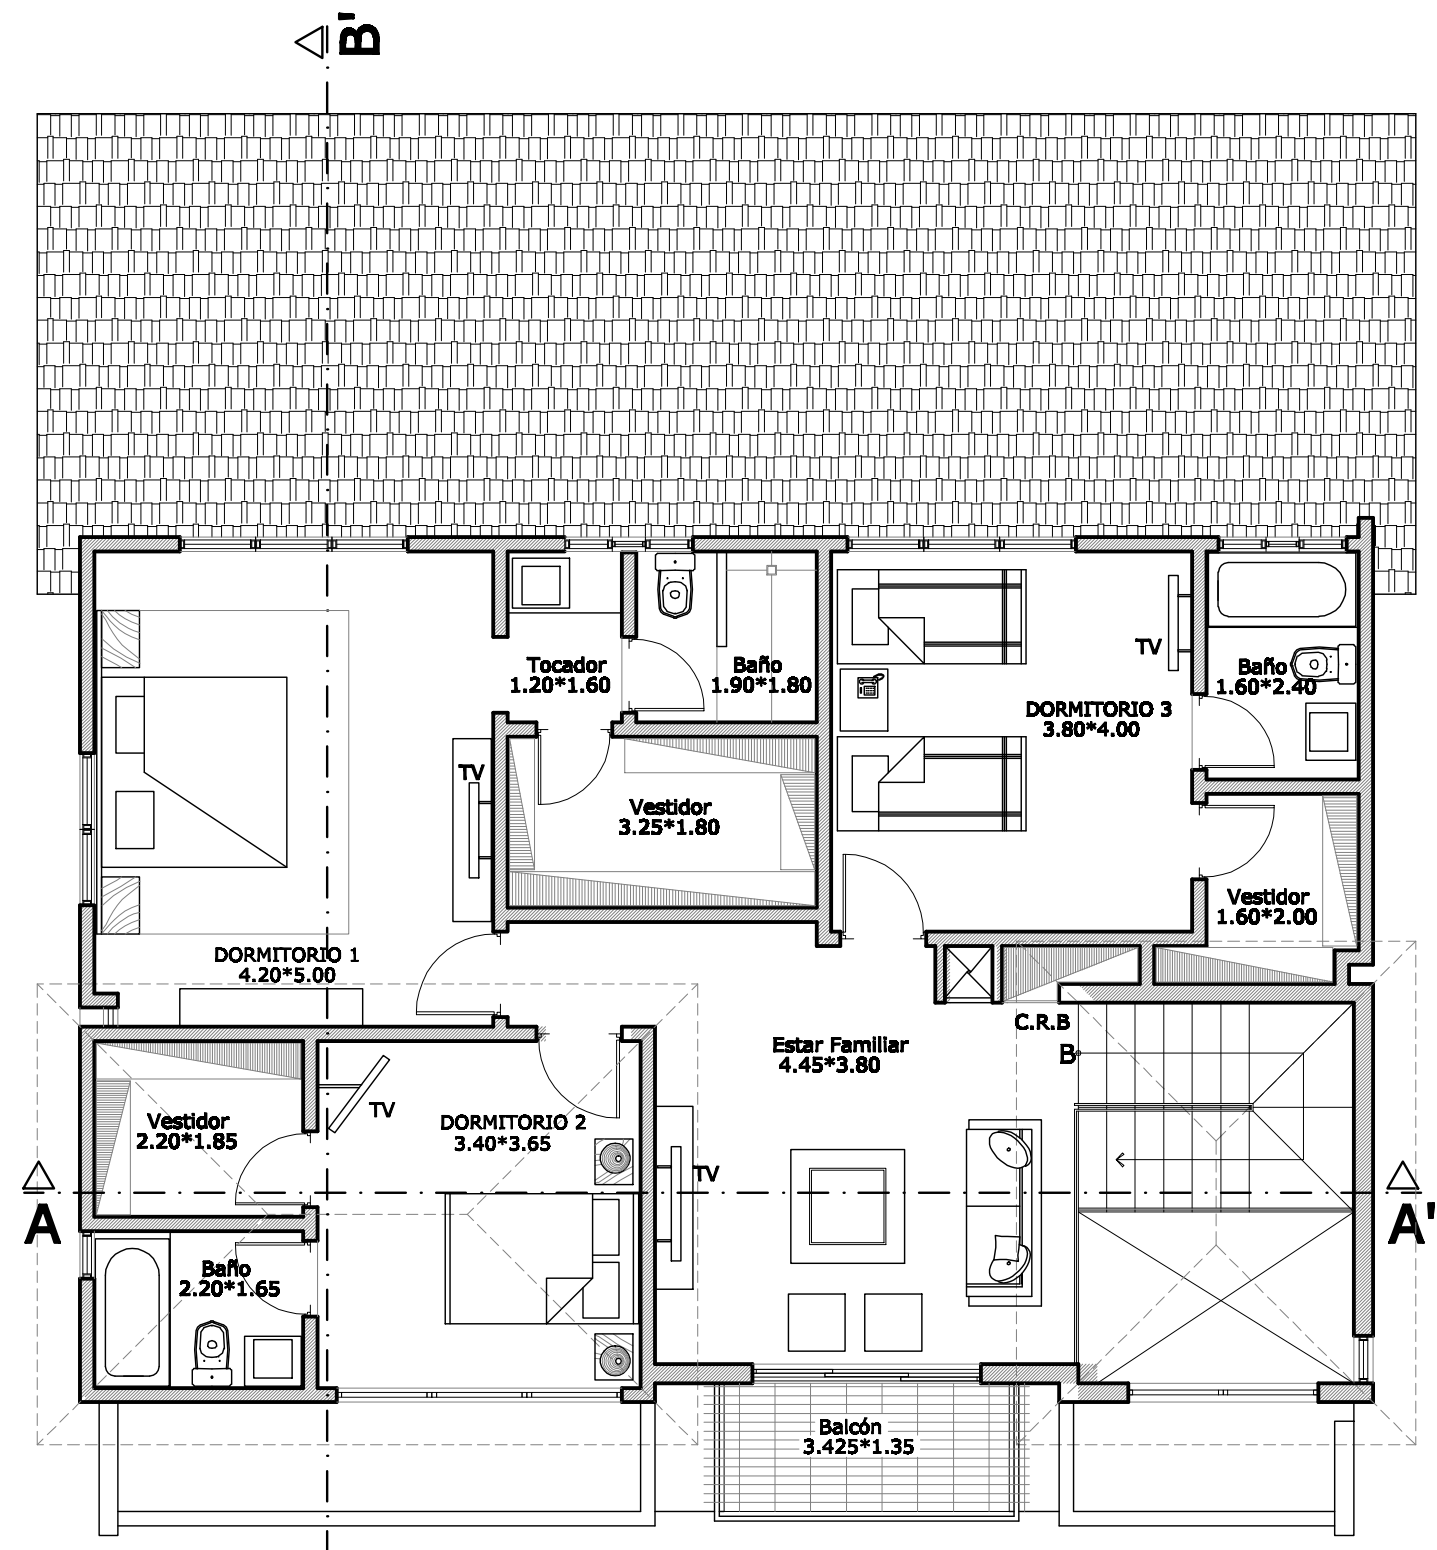 B'
Tocador
1.20*1.60
Baño
1.90*1.80
TV
Baño
1.60*2.40
DORMITORIO 3
3.80*4.00
TV
Vestidor
3.25*1.80
Vestidor
1.60*2.00
DORMITORIO 1
4.20*5.00
C.R.B
Estar Familiar
4.45*3.80
B
TV
Vestidor
2.20*1.85
DORMITORIO 2
3.40*3.65
TV
A
A'
Baño
2.20*1.65
Balcón
3.425*1.35